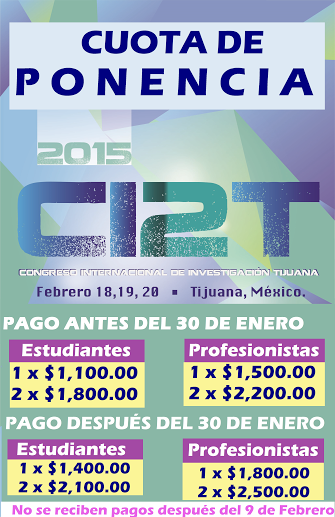 CUOTA DE
PONENCIA
2015
CI2T
CONGRESO INTERNACIONAL DE INVESTIGACIÓN TIJUANA
Febrero 18,19, 20 ▪ Tijuana, México.
PAGO ANTES DEL 30 DE ENERO
Estudiantes
1 x $1,100.00
2 x $1,800.00
Profesionistas
1 x $1,500.00
2 x $2,200.00
PAGO DESPUÉS DEL 30 DE ENERO
Estudiantes
1 x $1,400.00
2 x $2,100.00
Profesionistas
1 x $1,800.00
2 x $2,500.00
No se reciben pagos después del 9 de Febrero